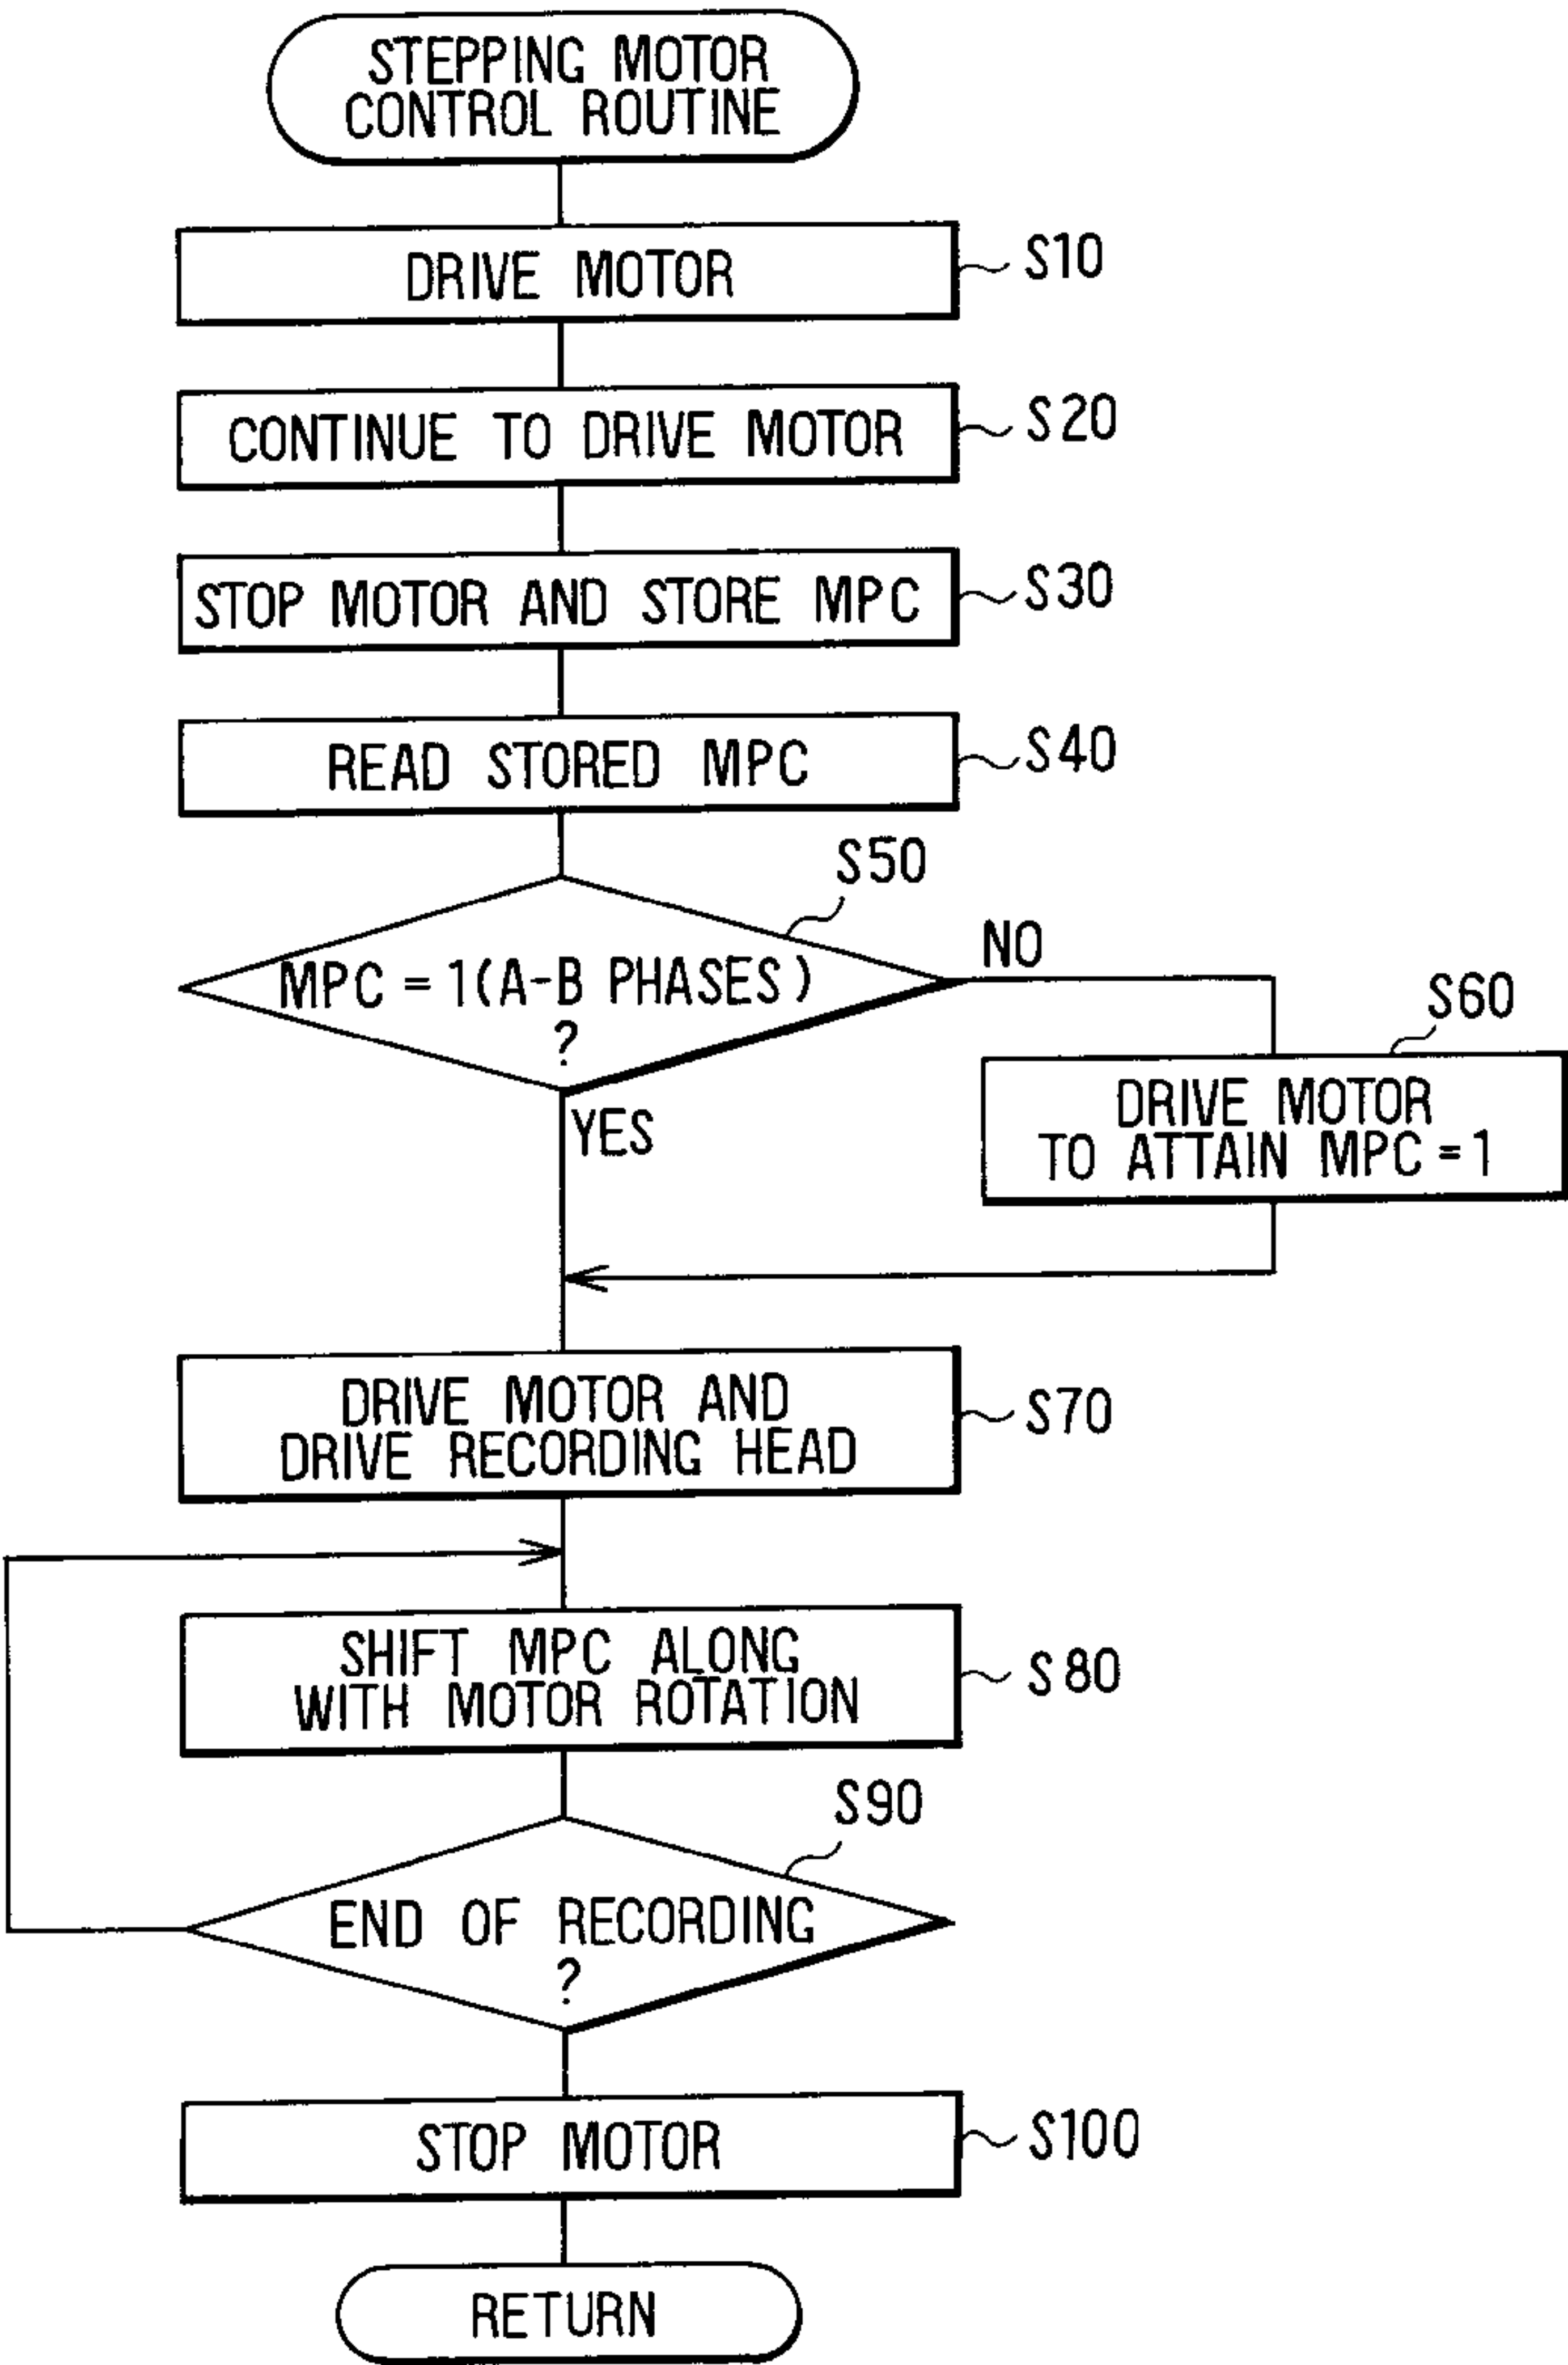 STEPPING MOTOR
CONTROL ROUTINE
DRIVE MOTOR
S10
CONTINUE TO DRIVE MOTOR
S20
STOP MOTOR AND STORE MPC
S30
READ STORED MPC
S40
S50
MPC = 1(A-B PHASES)
?
NO
YES
S60
DRIVE MOTOR
TO ATTAIN MPC = 1
DRIVE MOTOR AND
DRIVE RECORDING HEAD
S70
SHIFT MPC ALONG
WITH MOTOR ROTATION
S80
S90
END OF RECORDING
?
STOP MOTOR
S100
RETURN